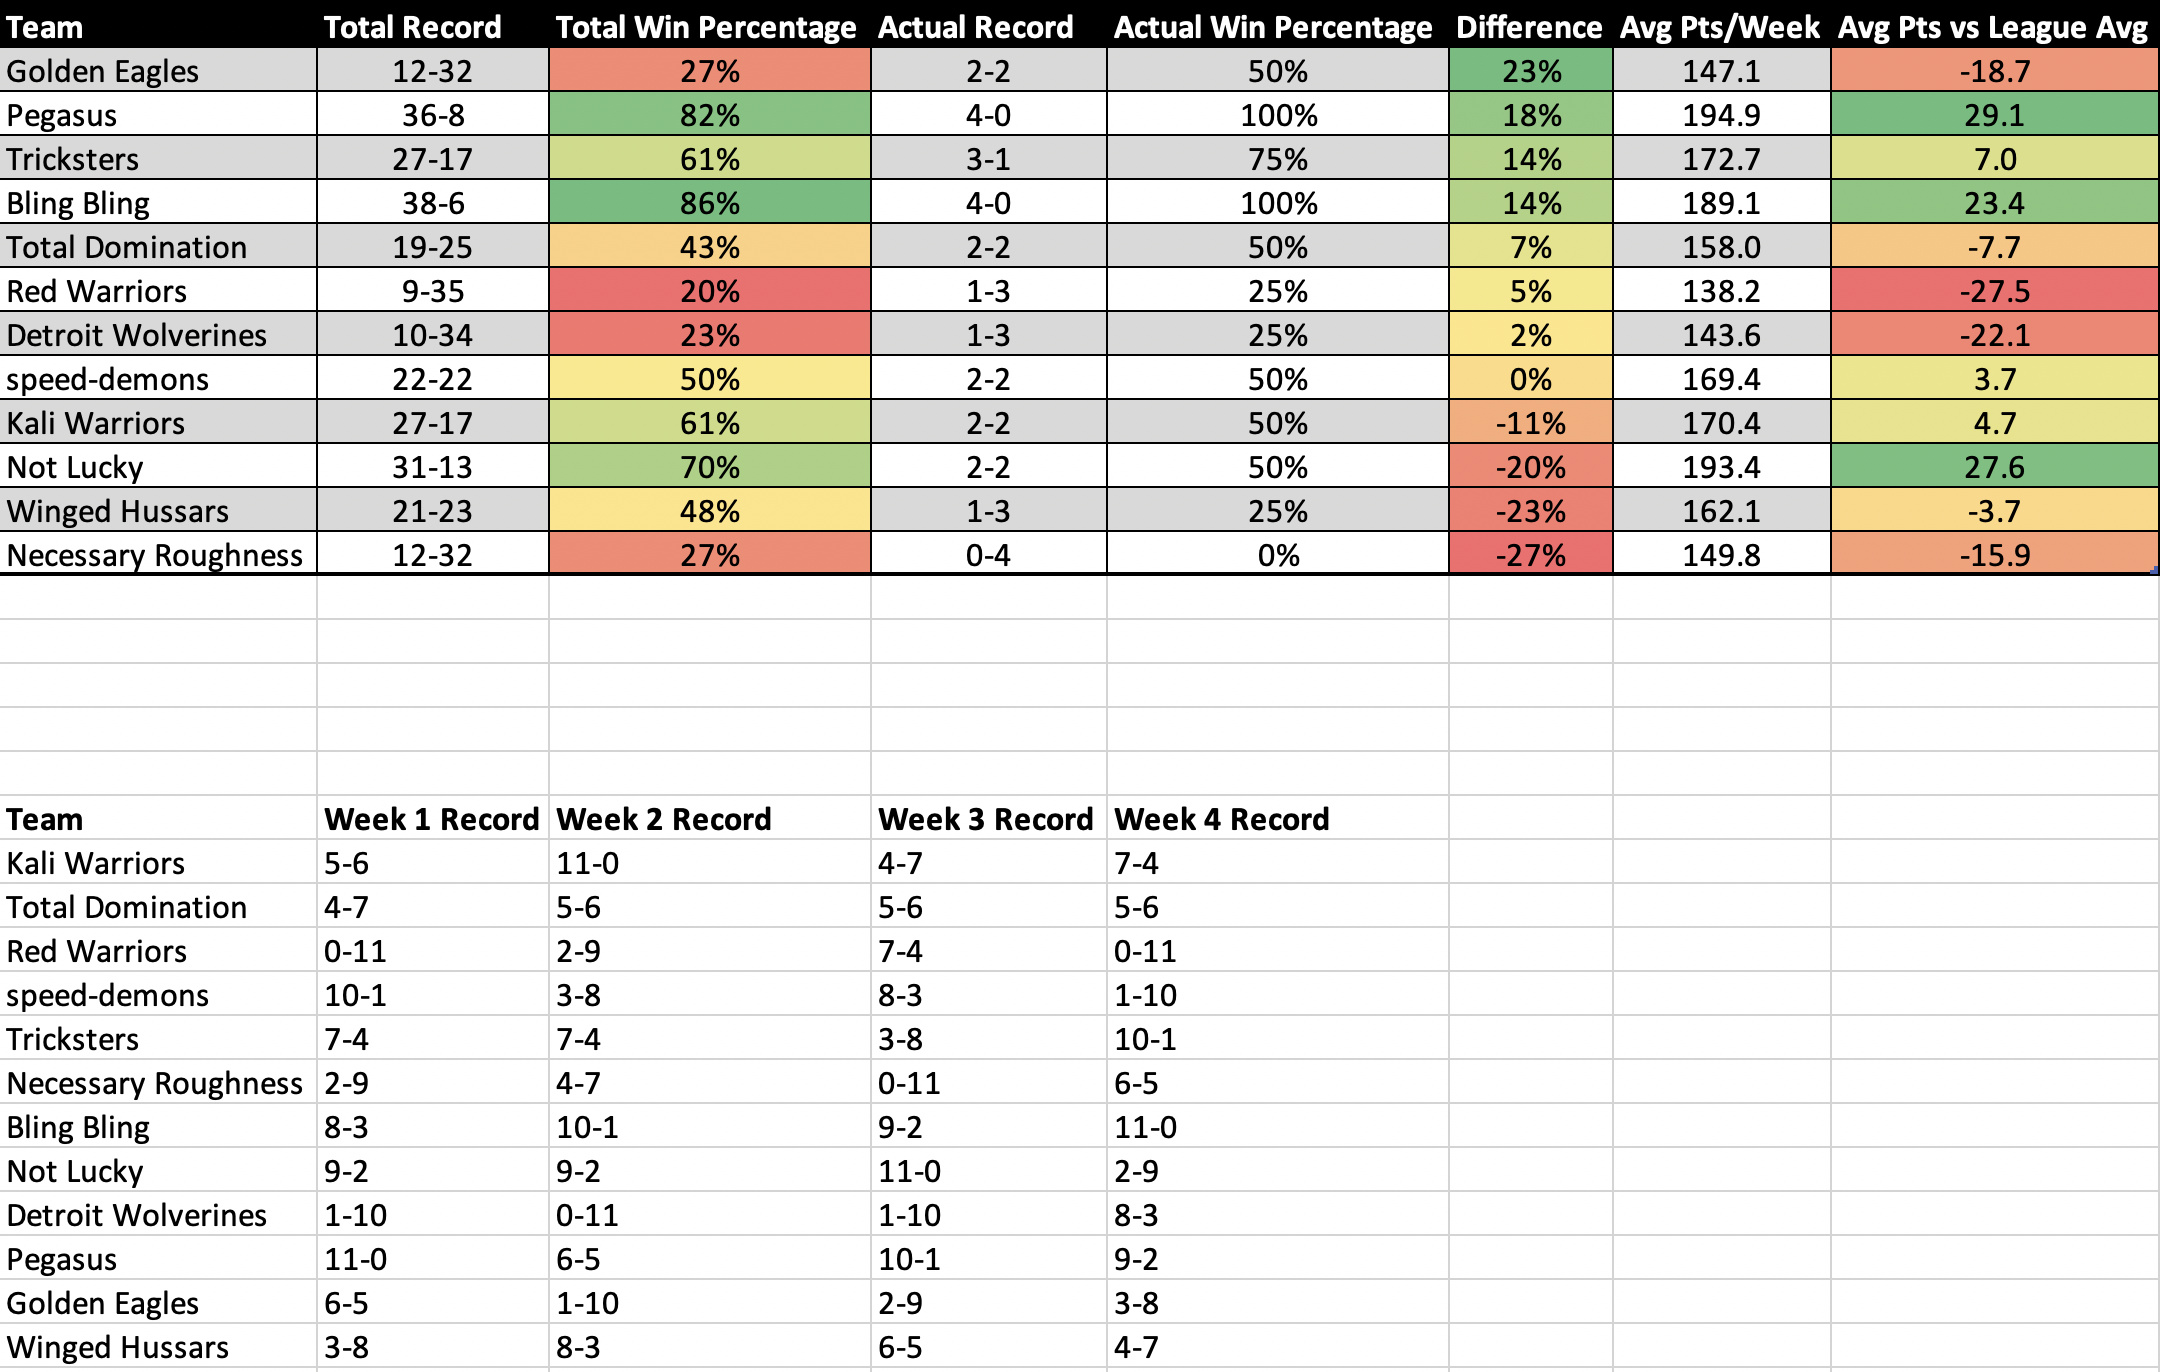 Team Total Record Total Win Percentage Actual Record Actual Win Percentage Difference Avg Pts/Week Avg Pts vs League Avg
Golden Eagles 12-32 27% 2-2 50% 23% 147.1 -18.7
Pegasus 36-8 82% 4-0 100% 18% 194.9 29.1
Tricksters 27-17 61% 3-1 75% 14% 172.7 7.0
Bling Bling 38-6 86% 4-0 100% 14% 189.1 23.4
Total Domination 19-25 43% 2-2 50% 7% 158.0 -7.7
Red Warriors 9-35 20% 1-3 25% 5% 138.2 -27.5
Detroit Wolverines 10-34 23% 1-3 25% 2% 143.6 -22.1
speed-demons 22-22 50% 2-2 50% 0% 169.4 3.7
Kali Warriors 27-17 61% 2-2 50% -11% 170.4 4.7
Not Lucky 31-13 70% 2-2 50% -20% 193.4 27.6
Winged Hussars 21-23 48% 1-3 25% -23% 162.1 -3.7
Necessary Roughness 12-32 27% 0-4 0% -27% 149.8 -15.9
Team Week 1 Record Week 2 Record Week 3 Record Week 4 Record
Kali Warriors 5-6 11-0 4-7 7-4
Total Domination 4-7 5-6 5-6 5-6
Red Warriors 0-11 2-9 7-4 0-11
speed-demons 10-1 3-8 8-3 1-10
Tricksters 7-4 7-4 3-8 10-1
Necessary Roughness 2-9 4-7 0-11 6-5
Bling Bling 8-3 10-1 9-2 11-0
Not Lucky 9-2 9-2 11-0 2-9
Detroit Wolverines 1-10 0-11 1-10 8-3
Pegasus 11-0 6-5 10-1 9-2
Golden Eagles 6-5 1-10 2-9 3-8
Winged Hussars 3-8 8-3 6-5 4-7